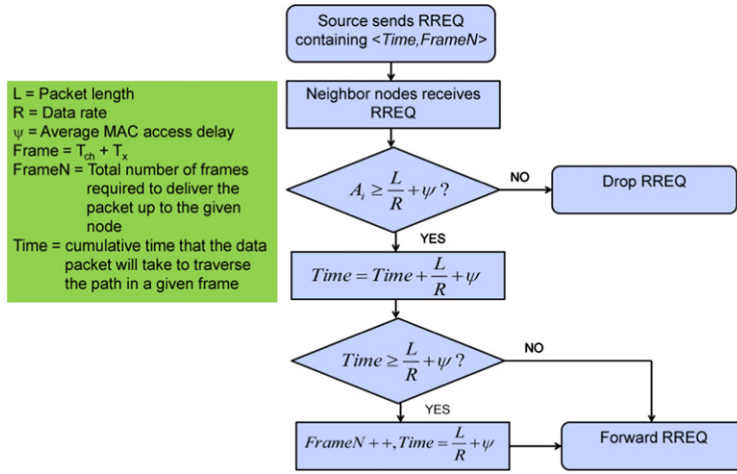 Source sends RREQ
containing <Time,FrameN>
L = Packet length
R = Data rate
ψ = Average MAC access delay
Frame = T_ch + T_x
FrameN = Total number of frames
required to deliver the
packet up to the given
node
Time = cumulative time that the data
packet will take to traverse
the path in a given frame
Neighbor nodes receives
RREQ
A_i ≥ L/R + ψ ?
NO
Drop RREQ
YES
Time = Time + L/R + ψ
Time ≥ L/R + ψ ?
NO
YES
FrameN ++, Time = L/R + ψ
Forward RREQ